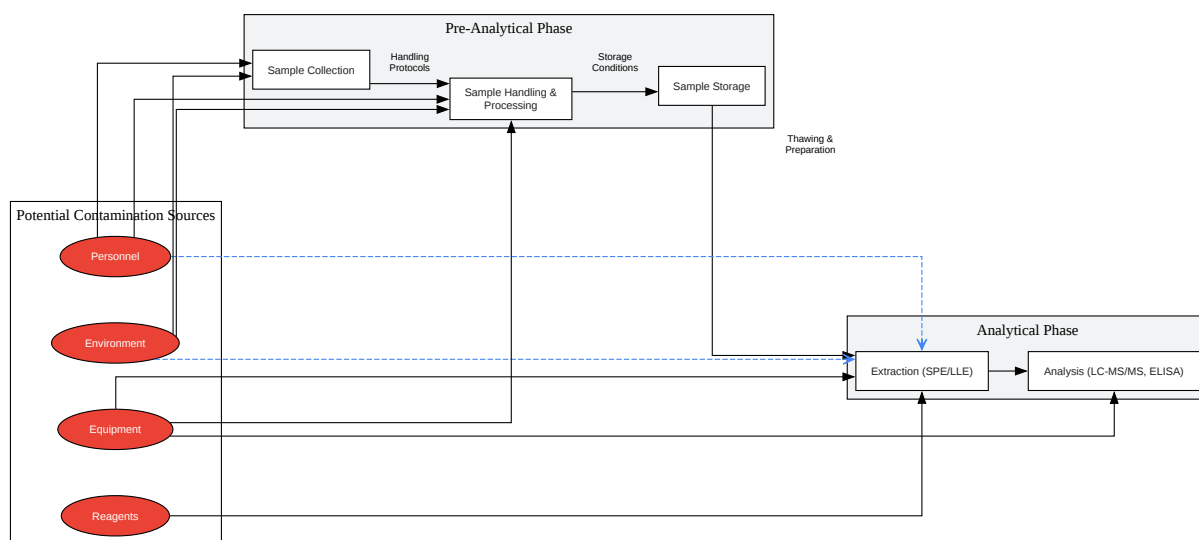 Pre-Analytical Phase
Sample Collection
Handling
Protocols
Sample Handling &
Processing
Storage
Conditions
Sample Storage
Thawing &
Preparation
Potential Contamination Sources
Personnel
Environment
Equipment
Reagents
Analytical Phase
Extraction (SPE/LLE)
Analysis (LC-MS/MS, ELISA)